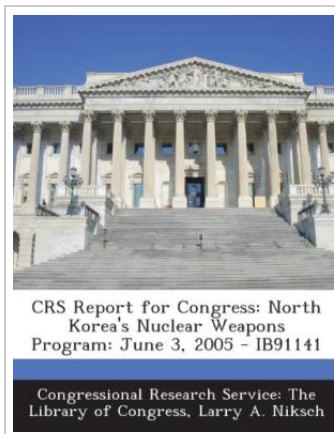 CRS Report for Congress: North
Korea's Nuclear Weapons
Program: June 3, 2005 - IB91141
Congressional Research Service: The
Library of Congress, Larry A. Niksch